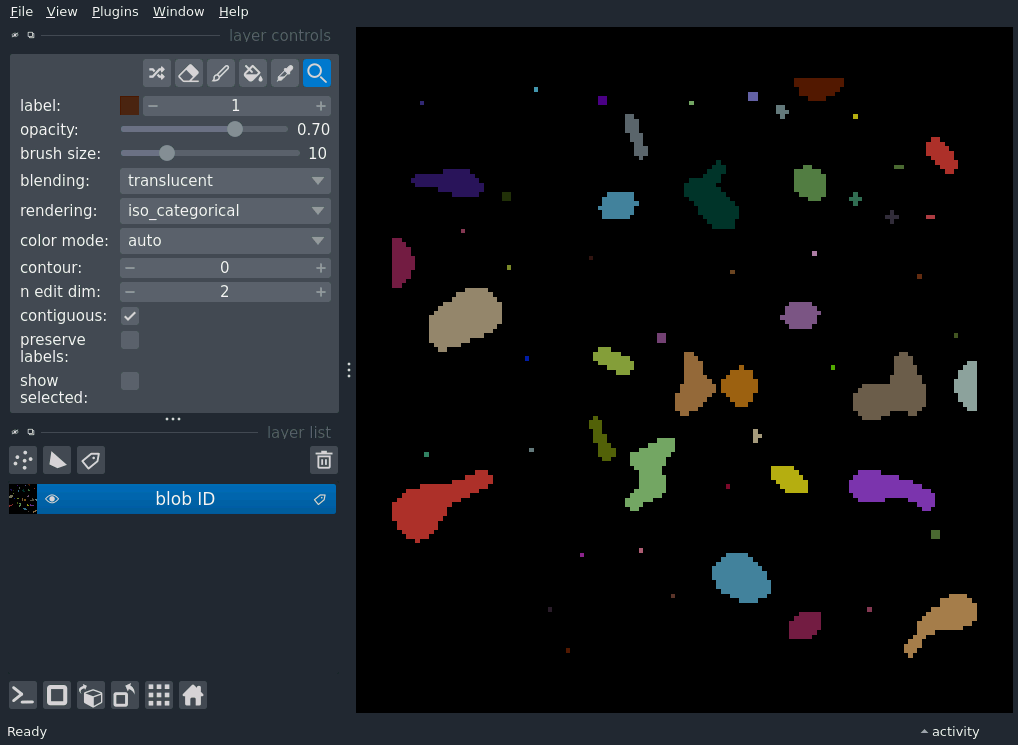 File View Plugins Window Help
layer controls
label: 1
opacity: 0.70
brush size: 10
blending: translucent
rendering: iso_categorical
color mode: auto
contour: 0
n edit dim: 2
contiguous:
preserve
labels:
show
selected:
layer list
blob ID
Ready activity